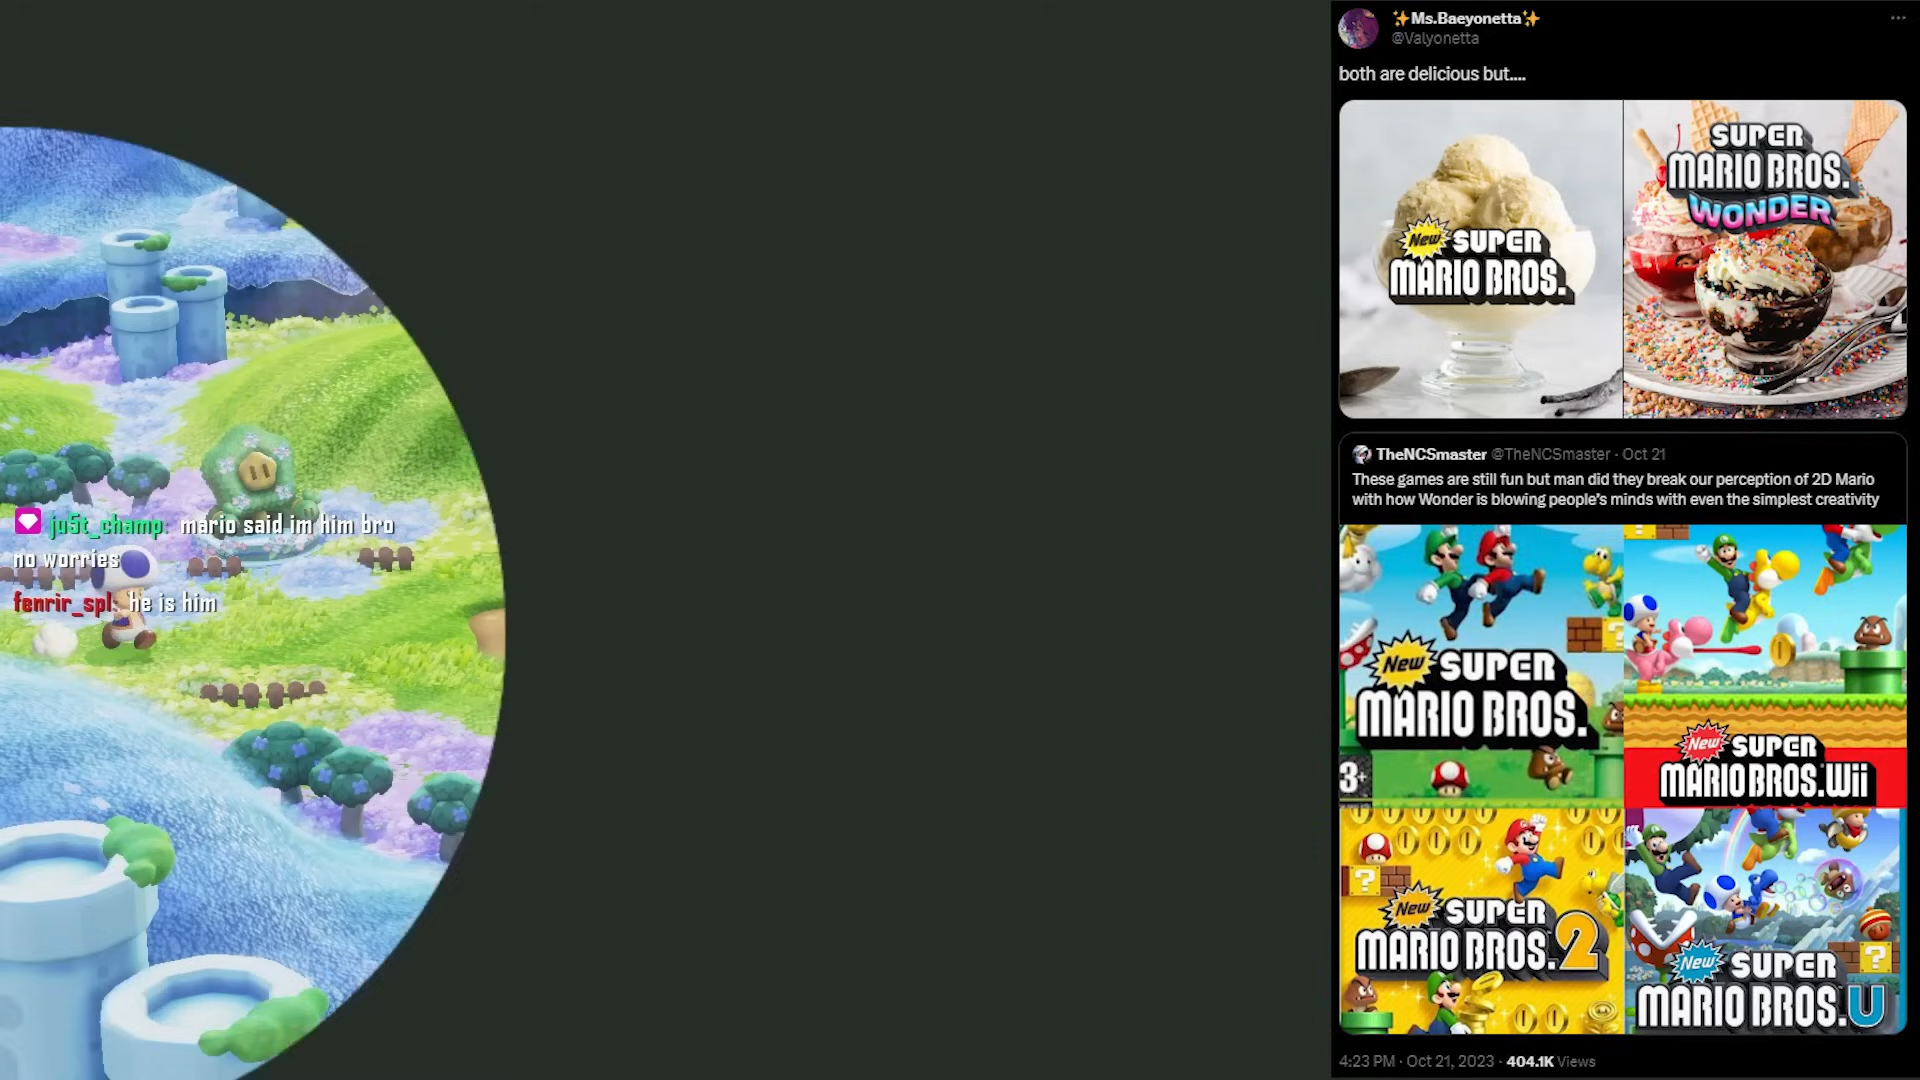 ju5t_champ: mario said im him bro
no worries
fenrir_spl: he is him
✨Ms.Baeyonetta✨
@Valyonetta
both are delicious but....
New SUPER
MARIO BROS.
SUPER
MARIO BROS.
WONDER
TheNCSmaster @TheNCSmaster · Oct 21
These games are still fun but man did they break our perception of 2D Mario
with how Wonder is blowing people's minds with even the simplest creativity
New SUPER
MARIO BROS.
3+
New SUPER
MARIO BROS.Wii
New SUPER
MARIO BROS.2
New SUPER
MARIO BROS.U
4:23 PM · Oct 21, 2023 · 404.1K Views